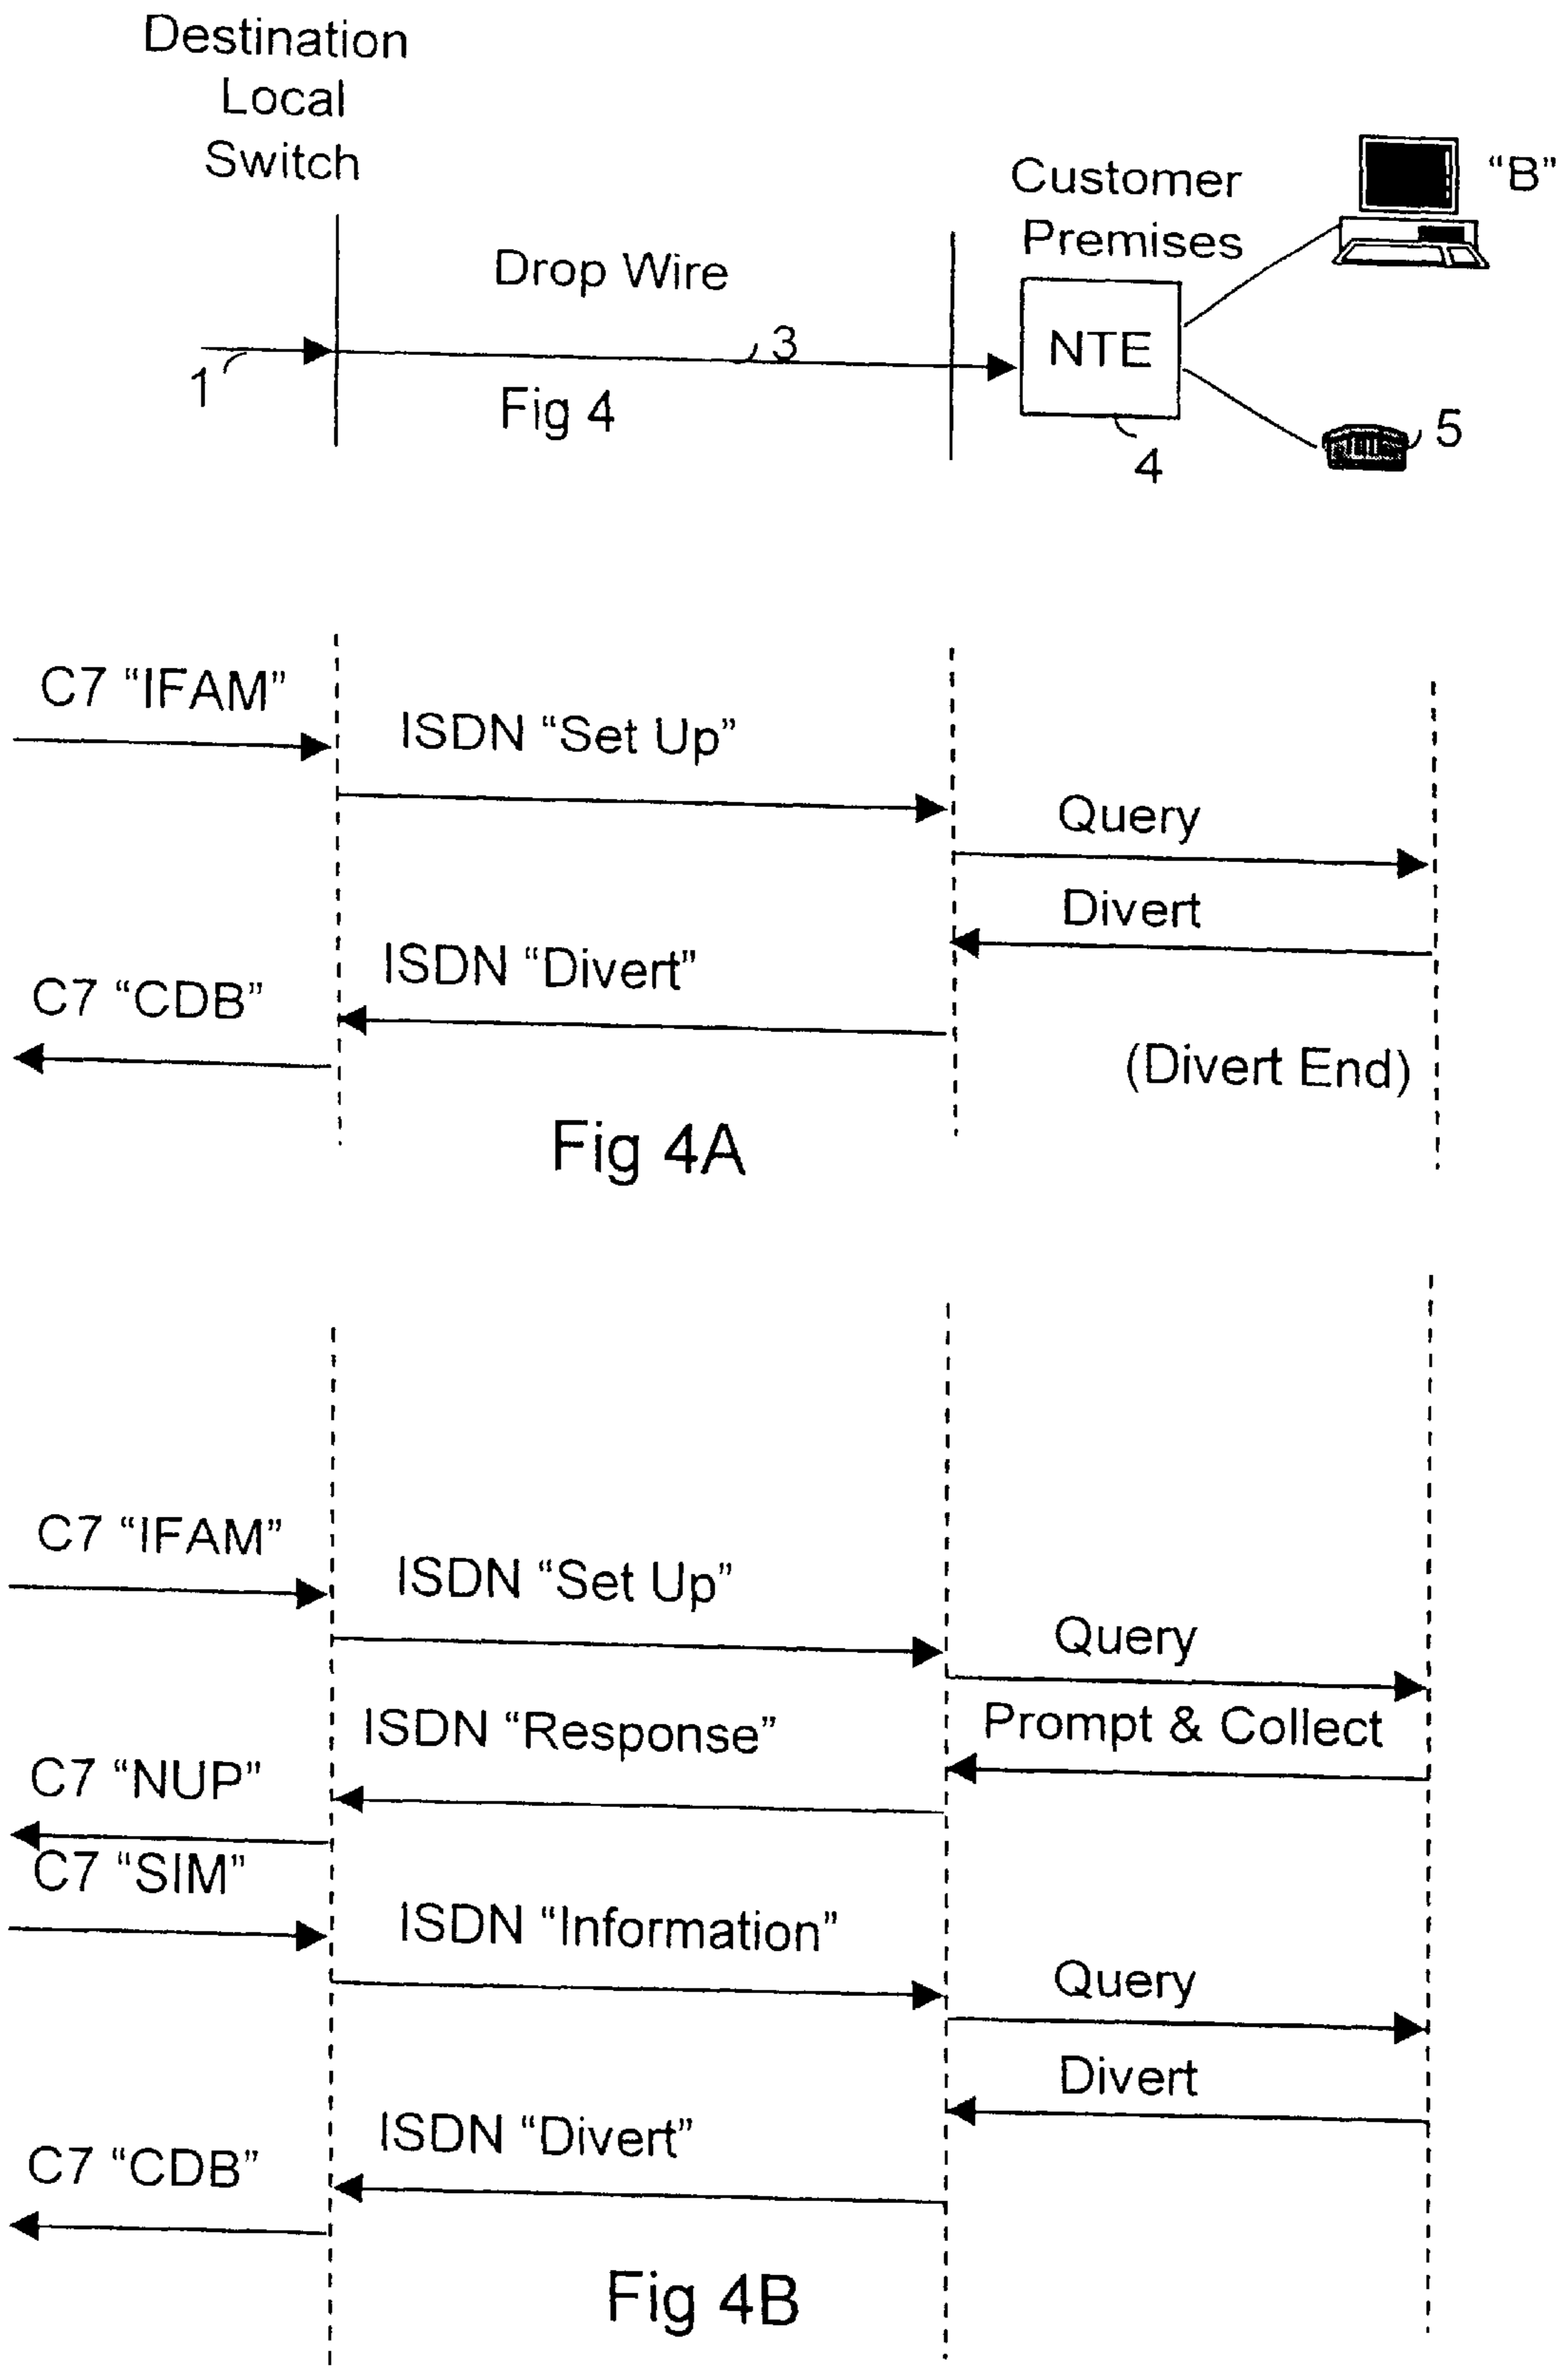 Destination
Local
Switch
Customer
Premises
“B”
Drop Wire
NTE
1
3
Fig 4
4
5
C7 “IFAM”
ISDN “Set Up”
Query
Divert
ISDN “Divert”
C7 “CDB”
(Divert End)
Fig 4A
C7 “IFAM”
ISDN “Set Up”
Query
Prompt & Collect
ISDN “Response”
C7 “NUP”
C7 “SIM”
ISDN “Information”
Query
Divert
ISDN “Divert”
C7 “CDB”
Fig 4B